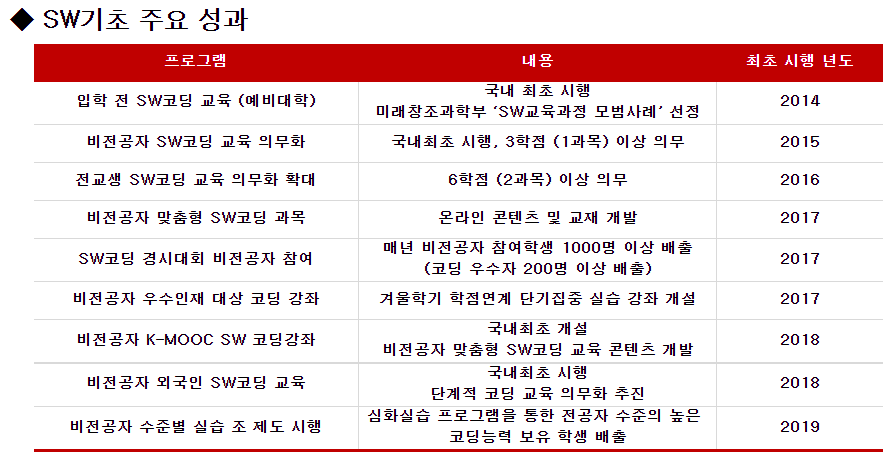 ◆ SW기초 주요 성과
프로그램 내용 최초 시행 년도
입학 전 SW코딩 교육 (예비대학) 국내 최초 시행 2014
미래창조과학부 ‘SW교육과정 모범사례’ 선정
비전공자 SW코딩 교육 의무화 국내최초 시행, 3학점 (1과목) 이상 의무 2015
전교생 SW코딩 교육 의무화 확대 6학점 (2과목) 이상 의무 2016
비전공자 맞춤형 SW코딩 과목 온라인 콘텐츠 및 교재 개발 2017
SW코딩 경시대회 비전공자 참여 매년 비전공자 참여학생 1000명 이상 배출 2017
(코딩 우수자 200명 이상 배출)
비전공자 우수인재 대상 코딩 강좌 겨울학기 학점연계 단기집중 실습 강좌 개설 2017
비전공자 K-MOOC SW 코딩강좌 국내최초 개설 2018
비전공자 맞춤형 SW코딩 교육 콘텐츠 개발
비전공자 외국인 SW코딩 교육 국내최초 시행 2018
단계적 코딩 교육 의무화 추진
비전공자 수준별 실습 조 제도 시행 심화실습 프로그램을 통한 전공자 수준의 높은 2019
코딩능력 보유 학생 배출